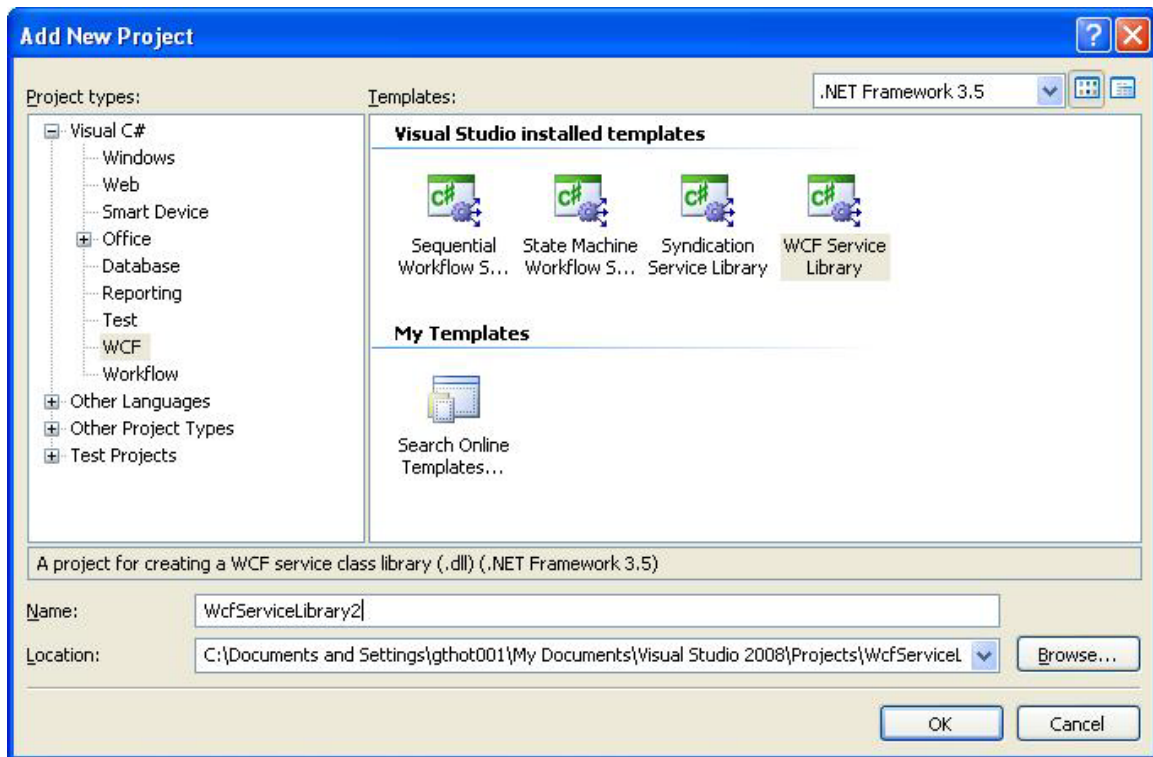 Add New Project
Project types:
Templates:
.NET Framework 3.5
Visual C#
Windows
Web
Smart Device
Office
Database
Reporting
Test
WCF
Workflow
Other Languages
Other Project Types
Test Projects
Visual Studio installed templates
C#
C#
C#
C#
Sequential
Workflow S...
State Machine
Workflow S...
Syndication
Service Library
WCF Service
Library
My Templates
Search Online
Templates...
A project for creating a WCF service class library (.dll) (.NET Framework 3.5)
Name:
WcfServiceLibrary2
Location:
C:\Documents and Settings\gthot001\My Documents\Visual Studio 2008\Projects\WcfServiceL
Browse...
OK
Cancel